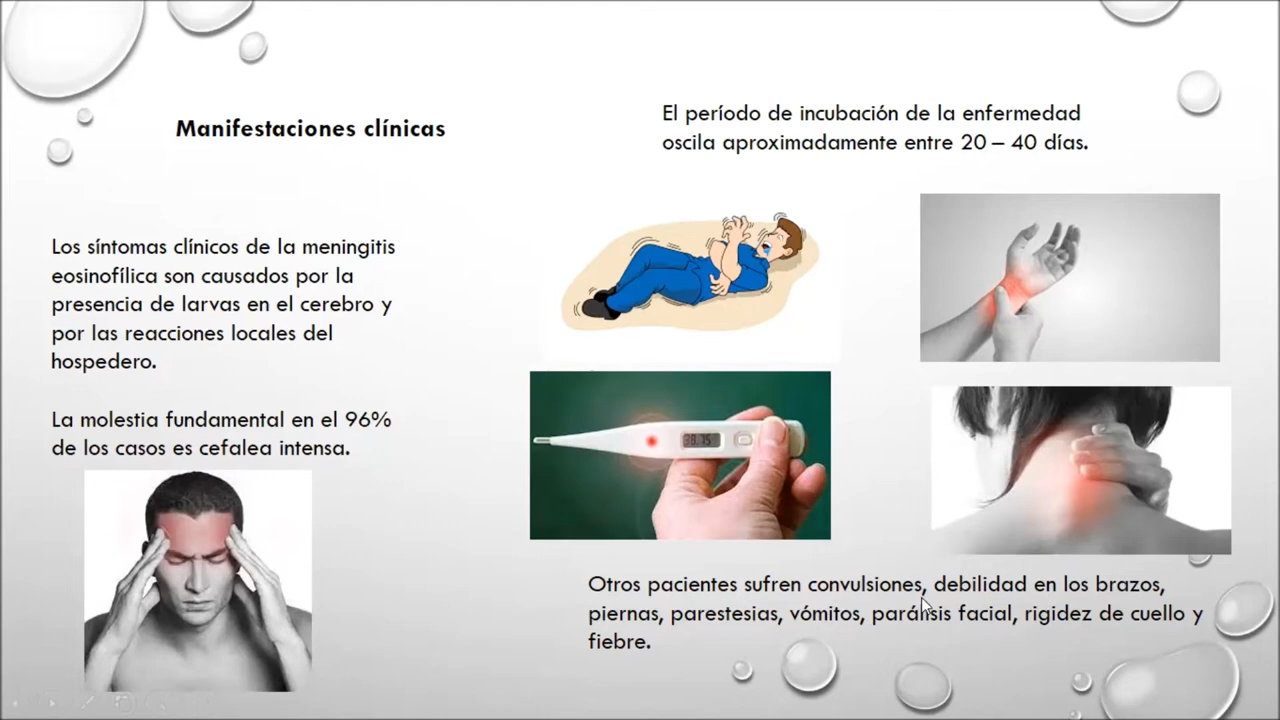 Manifestaciones clínicas
Los síntomas clínicos de la meningitis
eosinofílica son causados por la
presencia de larvas en el cerebro y
por las reacciones locales del
hospedero.
La molestia fundamental en el 96%
de los casos es cefalea intensa.
El período de incubación de la enfermedad
oscila aproximadamente entre 20 – 40 días.
38.75
Otros pacientes sufren convulsiones, debilidad en los brazos,
piernas, parestesias, vómitos, parálisis facial, rigidez de cuello y
fiebre.